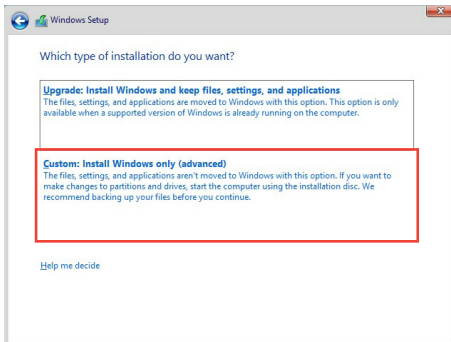 Windows Setup
Which type of installation do you want?
Upgrade: Install Windows and keep files, settings, and applications
The files, settings, and applications are moved to Windows with this option. This option is only
available when a supported version of Windows is already running on the computer.
Custom: Install Windows only (advanced)
The files, settings, and applications aren't moved to Windows with this option. If you want to
make changes to partitions and drives, start the computer using the installation disc. We
recommend backing up your files before you continue.
Help me decide